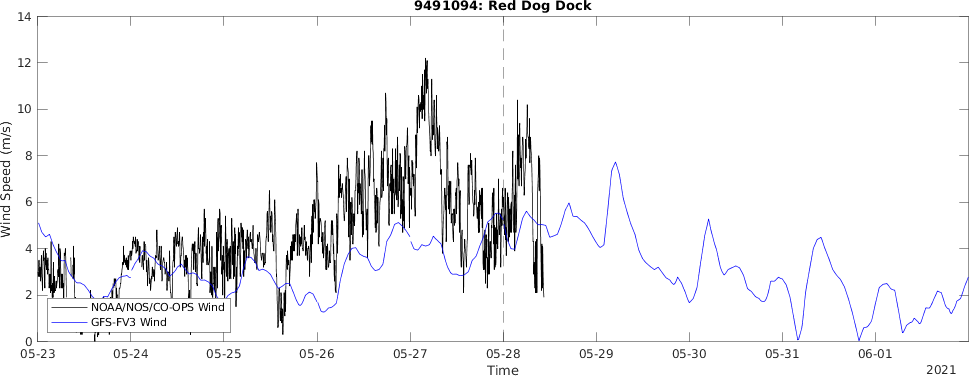 9491094: Red Dog Dock
Wind Speed (m/s)
14
12
10
8
6
4
2
0
NOAA/NOS/CO-OPS Wind
GFS-FV3 Wind
05-23 05-24 05-25 05-26 05-27 05-28 05-29 05-30 05-31 06-01
Time
2021